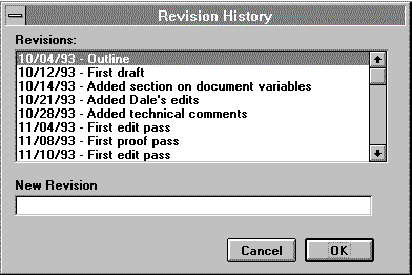 Revision History
Revisions:
10/04/93 - Outline
10/12/93 - First draft
10/14/93 - Added section on document variables
10/21/93 - Added Dale's edits
10/28/93 - Added technical comments
11/04/93 - First edit pass
11/08/93 - First proof pass
11/10/93 - First edit pass
New Revision
Cancel
OK